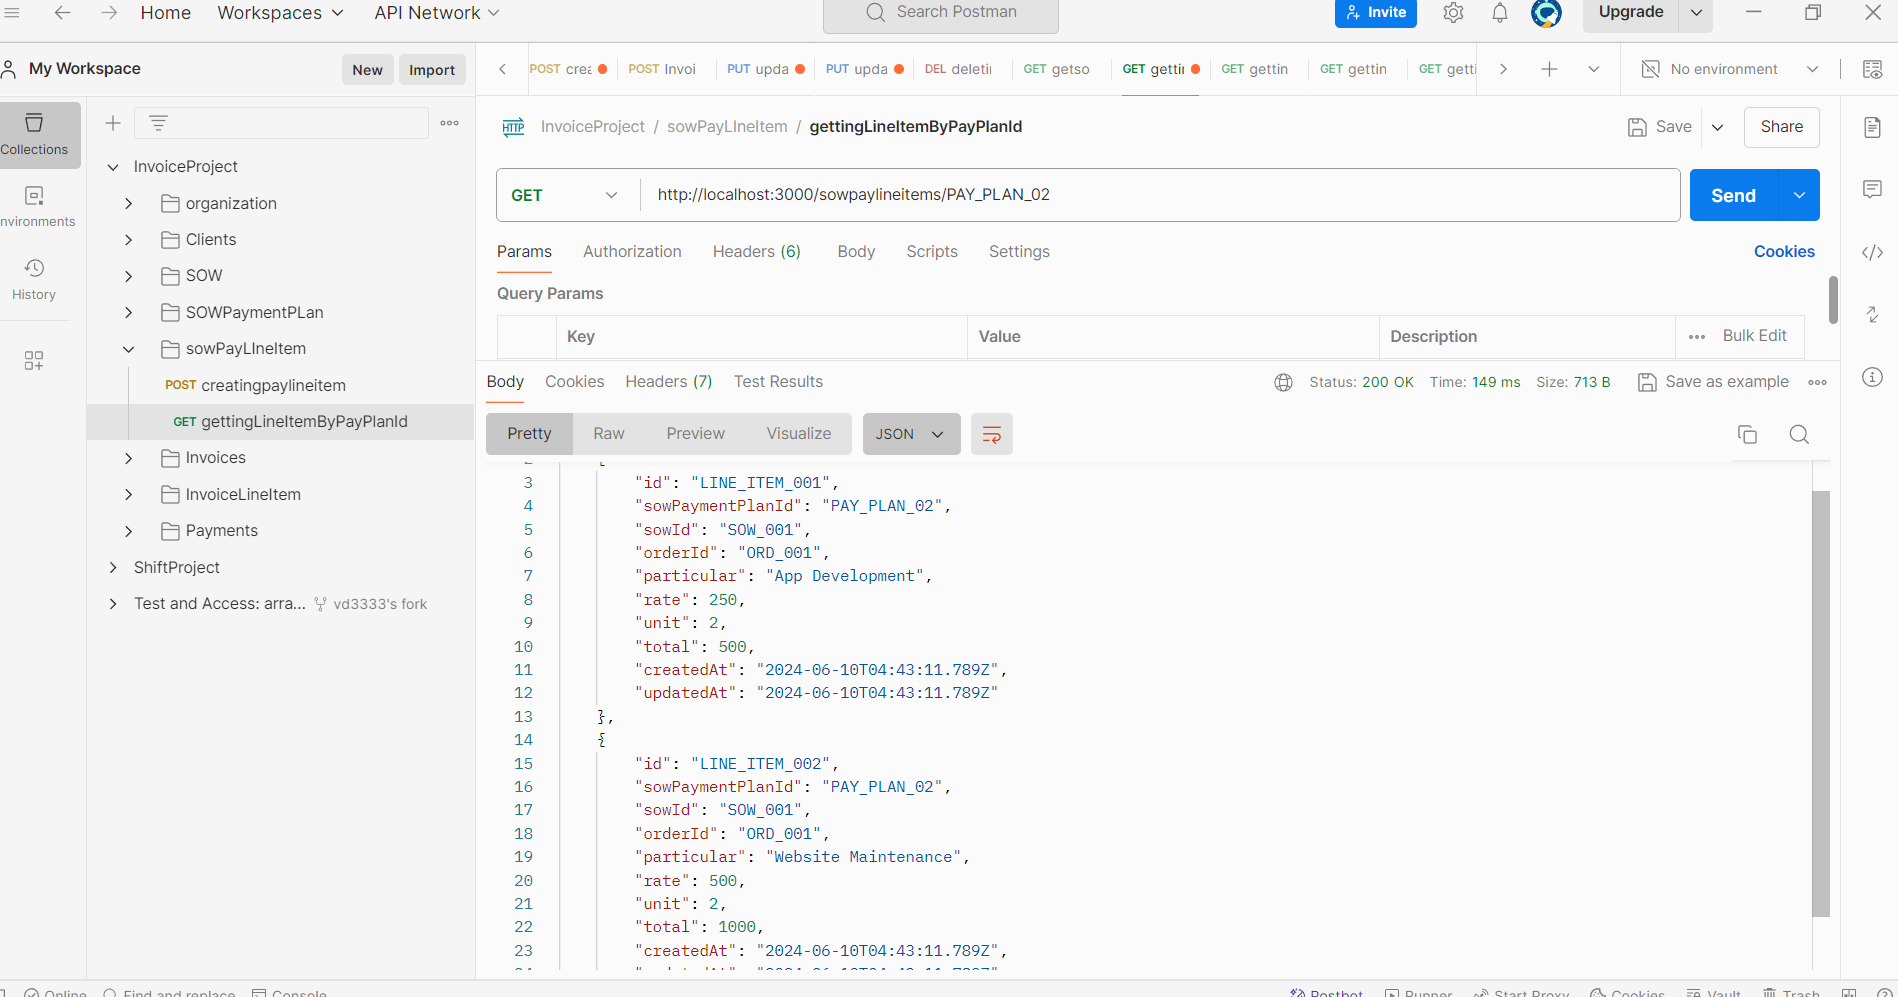 Home Workspaces API Network Search Postman Invite Upgrade
My Workspace New Import
POST crea POST Invoi PUT upda PUT upda DEL deletin GET getso GET gettin GET gettin GET gettin GET getti No environment
Collections
nvironments
History
InvoiceProject
organization
Clients
SOW
SOWPaymentPLan
sowPayLIneItem
POST creatingpaylineitem
GET gettingLineItemByPayPlanId
Invoices
InvoiceLineItem
Payments
ShiftProject
Test and Access: arra... vd3333's fork
HTTP InvoiceProject / sowPayLIneItem / gettingLineItemByPayPlanId Save Share
GET http://localhost:3000/sowpaylineitems/PAY_PLAN_02 Send
Params Authorization Headers (6) Body Scripts Settings Cookies
Query Params
Key Value Description Bulk Edit
Body Cookies Headers (7) Test Results Status: 200 OK Time: 149 ms Size: 713 B Save as example
Pretty Raw Preview Visualize JSON
3 "id": "LINE_ITEM_001",
4 "sowPaymentPlanId": "PAY_PLAN_02",
5 "sowId": "SOW_001",
6 "orderId": "ORD_001",
7 "particular": "App Development",
8 "rate": 250,
9 "unit": 2,
10 "total": 500,
11 "createdAt": "2024-06-10T04:43:11.789Z",
12 "updatedAt": "2024-06-10T04:43:11.789Z"
13 },
14 {
15 "id": "LINE_ITEM_002",
16 "sowPaymentPlanId": "PAY_PLAN_02",
17 "sowId": "SOW_001",
18 "orderId": "ORD_001",
19 "particular": "Website Maintenance",
20 "rate": 500,
21 "unit": 2,
22 "total": 1000,
23 "createdAt": "2024-06-10T04:43:11.789Z",
Online Find and replace Console Postbot Runner Start Proxy Cookies Vault Trash